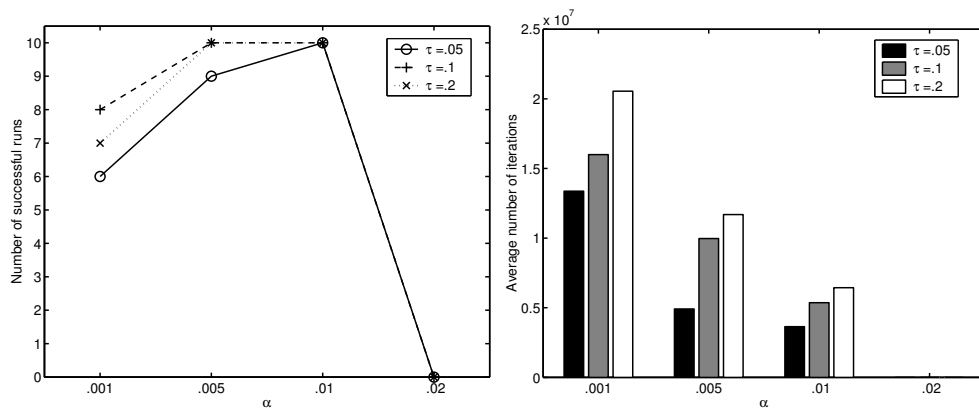 10
9
8
7
6
5
4
3
2
1
0
Number of successful runs
.001
.005
.01
.02
α
τ =.05
τ =.1
τ =.2
x 10^7
2.5
2
1.5
1
0.5
0
Average number of iterations
.001
.005
.01
.02
α
τ =.05
τ =.1
τ =.2